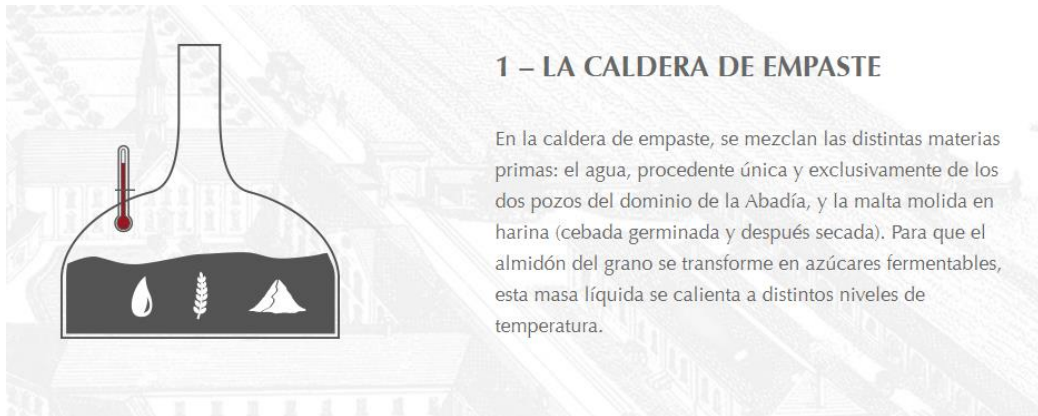 1 – LA CALDERA DE EMPASTE
En la caldera de empaste, se mezclan las distintas materias
primas: el agua, procedente única y exclusivamente de los
dos pozos del dominio de la Abadía, y la malta molida en
harina (cebada germinada y después secada). Para que el
almidón del grano se transforme en azúcares fermentables,
esta masa líquida se calienta a distintos niveles de
temperatura.